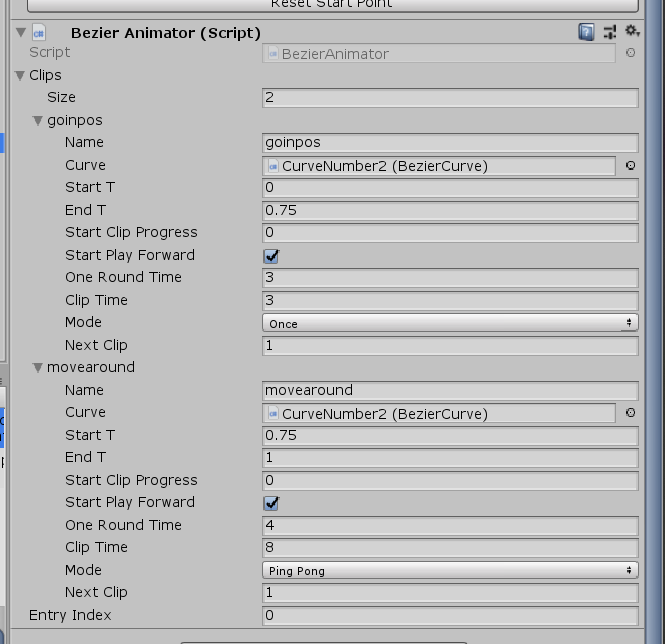 Reset Start Point
Bezier Animator (Script)
Script BezierAnimator
Clips
Size 2
goinpos
Name goinpos
Curve CurveNumber2 (BezierCurve)
Start T 0
End T 0.75
Start Clip Progress 0
Start Play Forward
One Round Time 3
Clip Time 3
Mode Once
Next Clip 1
movearound
Name movearound
Curve CurveNumber2 (BezierCurve)
Start T 0.75
End T 1
Start Clip Progress 0
Start Play Forward
One Round Time 4
Clip Time 8
Mode Ping Pong
Next Clip 1
Entry Index 0